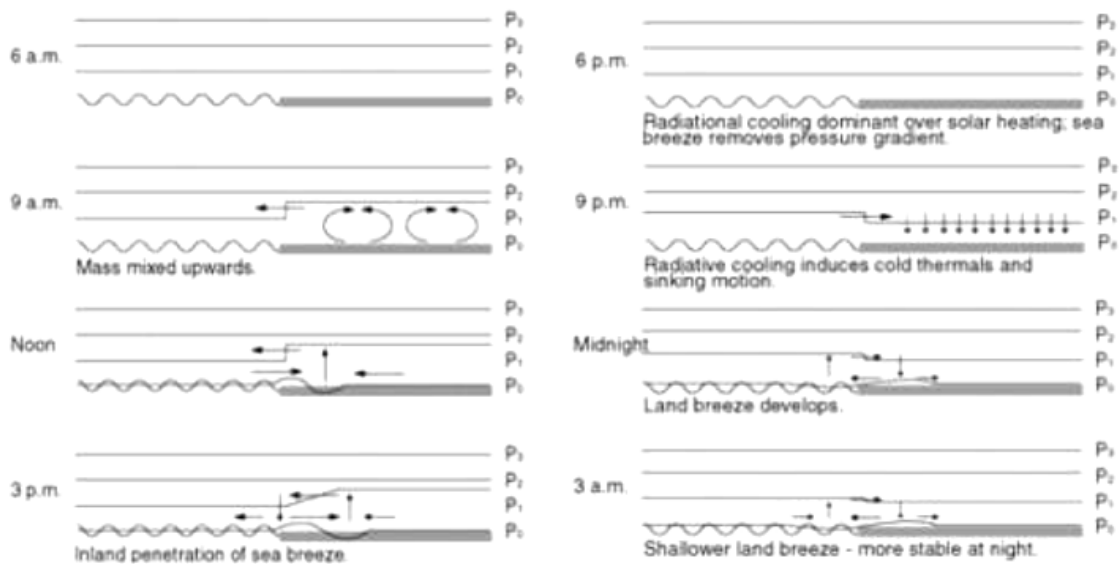 6 a.m.
P₃
P₂
P₁
P₀
9 a.m.
P₃
P₂
P₁
P₀
Mass mixed upwards.
Noon
P₃
P₂
P₁
P₀
3 p.m.
P₃
P₂
P₁
P₀
Inland penetration of sea breeze.
6 p.m.
P₃
P₂
P₁
P₀
Radiational cooling dominant over solar heating; sea
breeze removes pressure gradient.
9 p.m.
P₃
P₂
P₁
P₀
Radiative cooling induces cold thermals and
sinking motion.
Midnight
P₃
P₂
P₁
P₀
Land breeze develops.
3 a.m.
P₃
P₂
P₁
P₀
Shallower land breeze - more stable at night.